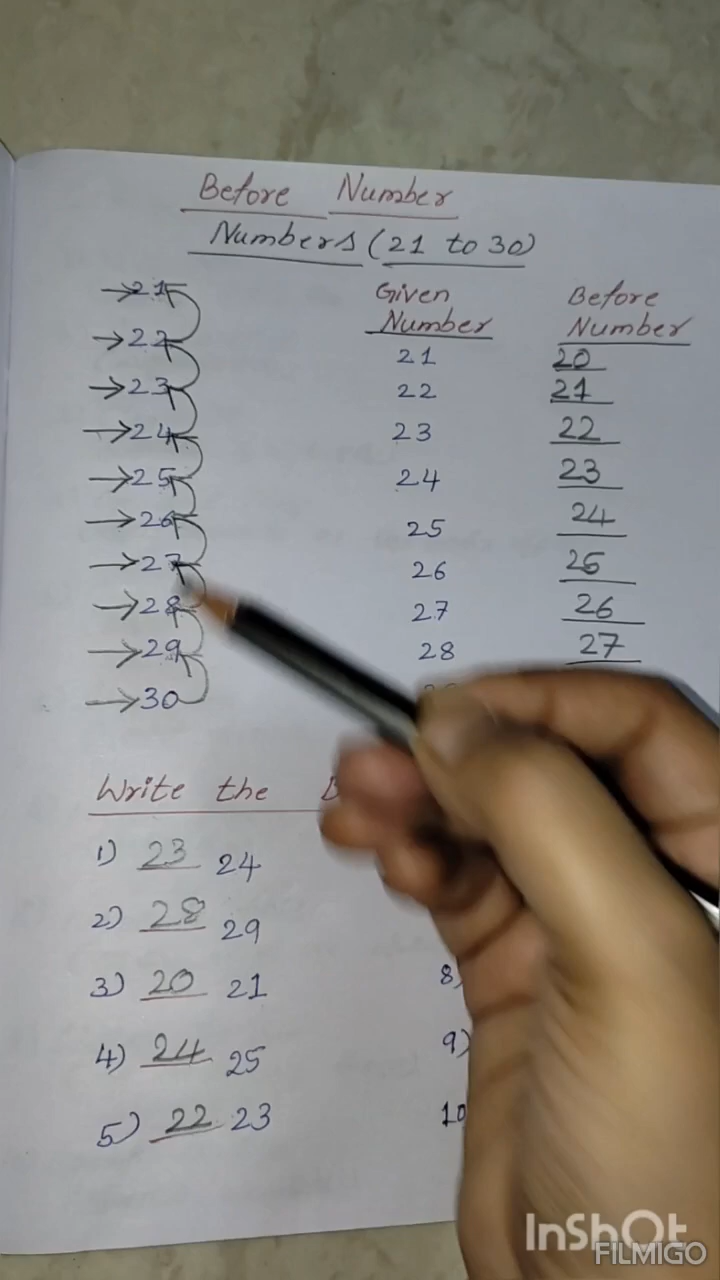 Before Number
Numbers (21 to 30)
→21
→22
→23
→24
→25
→26
→27
→28
→29
→30
Given Number Before Number
21 20
22 21
23 22
24 23
25 24
26 25
27 26
28 27
Write the
1) 23 24
2) 28 29
3) 20 21
4) 24 25
5) 22 23
8)
9)
10
InShOt
FILMIGO